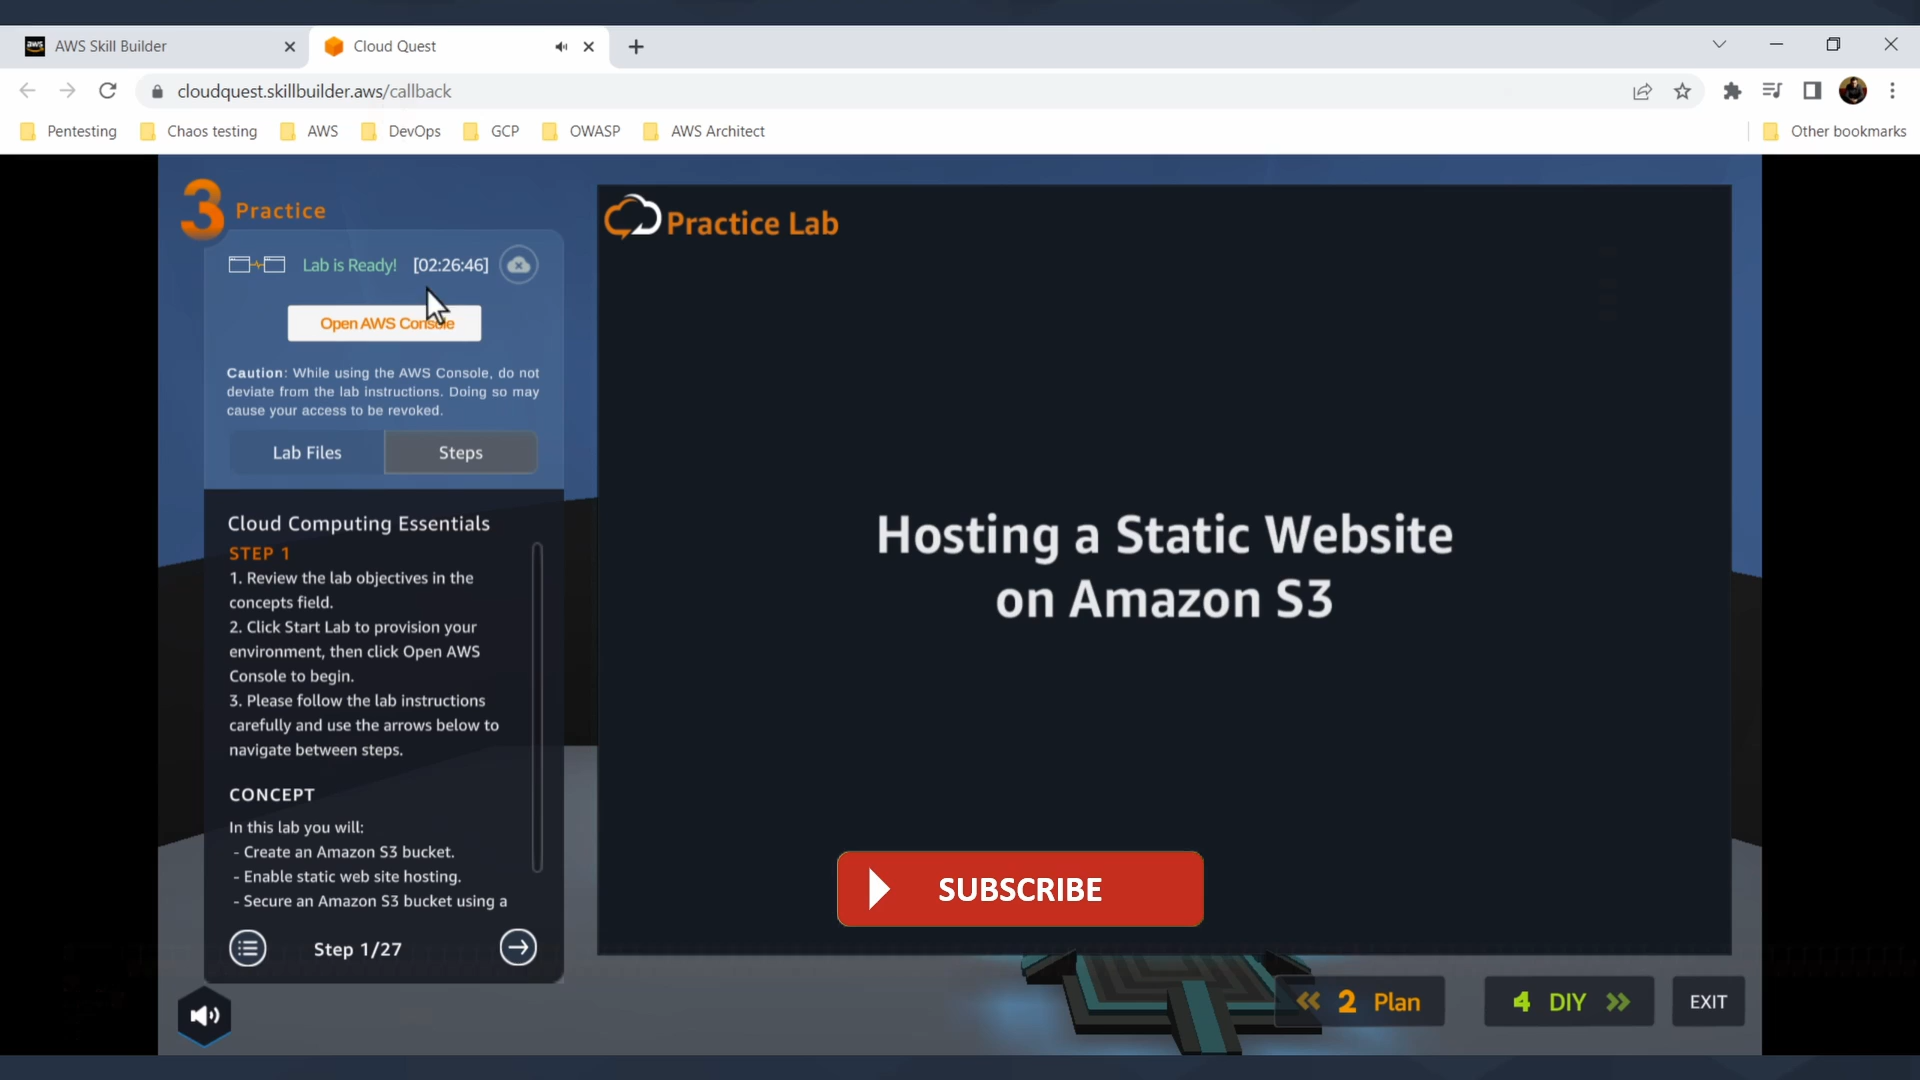 aws
AWS Skill Builder
Cloud Quest
cloudquest.skillbuilder.aws/callback
Pentesting
Chaos testing
AWS
DevOps
GCP
OWASP
AWS Architect
Other bookmarks
3 Practice
Lab is Ready! [02:26:46]
Open AWS Console
Caution: While using the AWS Console, do not
deviate from the lab instructions. Doing so may
cause your access to be revoked.
Lab Files
Steps
Cloud Computing Essentials
STEP 1
1. Review the lab objectives in the
concepts field.
2. Click Start Lab to provision your
environment, then click Open AWS
Console to begin.
3. Please follow the lab instructions
carefully and use the arrows below to
navigate between steps.
CONCEPT
In this lab you will:
- Create an Amazon S3 bucket.
- Enable static web site hosting.
- Secure an Amazon S3 bucket using a
Step 1/27
Practice Lab
Hosting a Static Website
on Amazon S3
SUBSCRIBE
2 Plan
4 DIY
EXIT